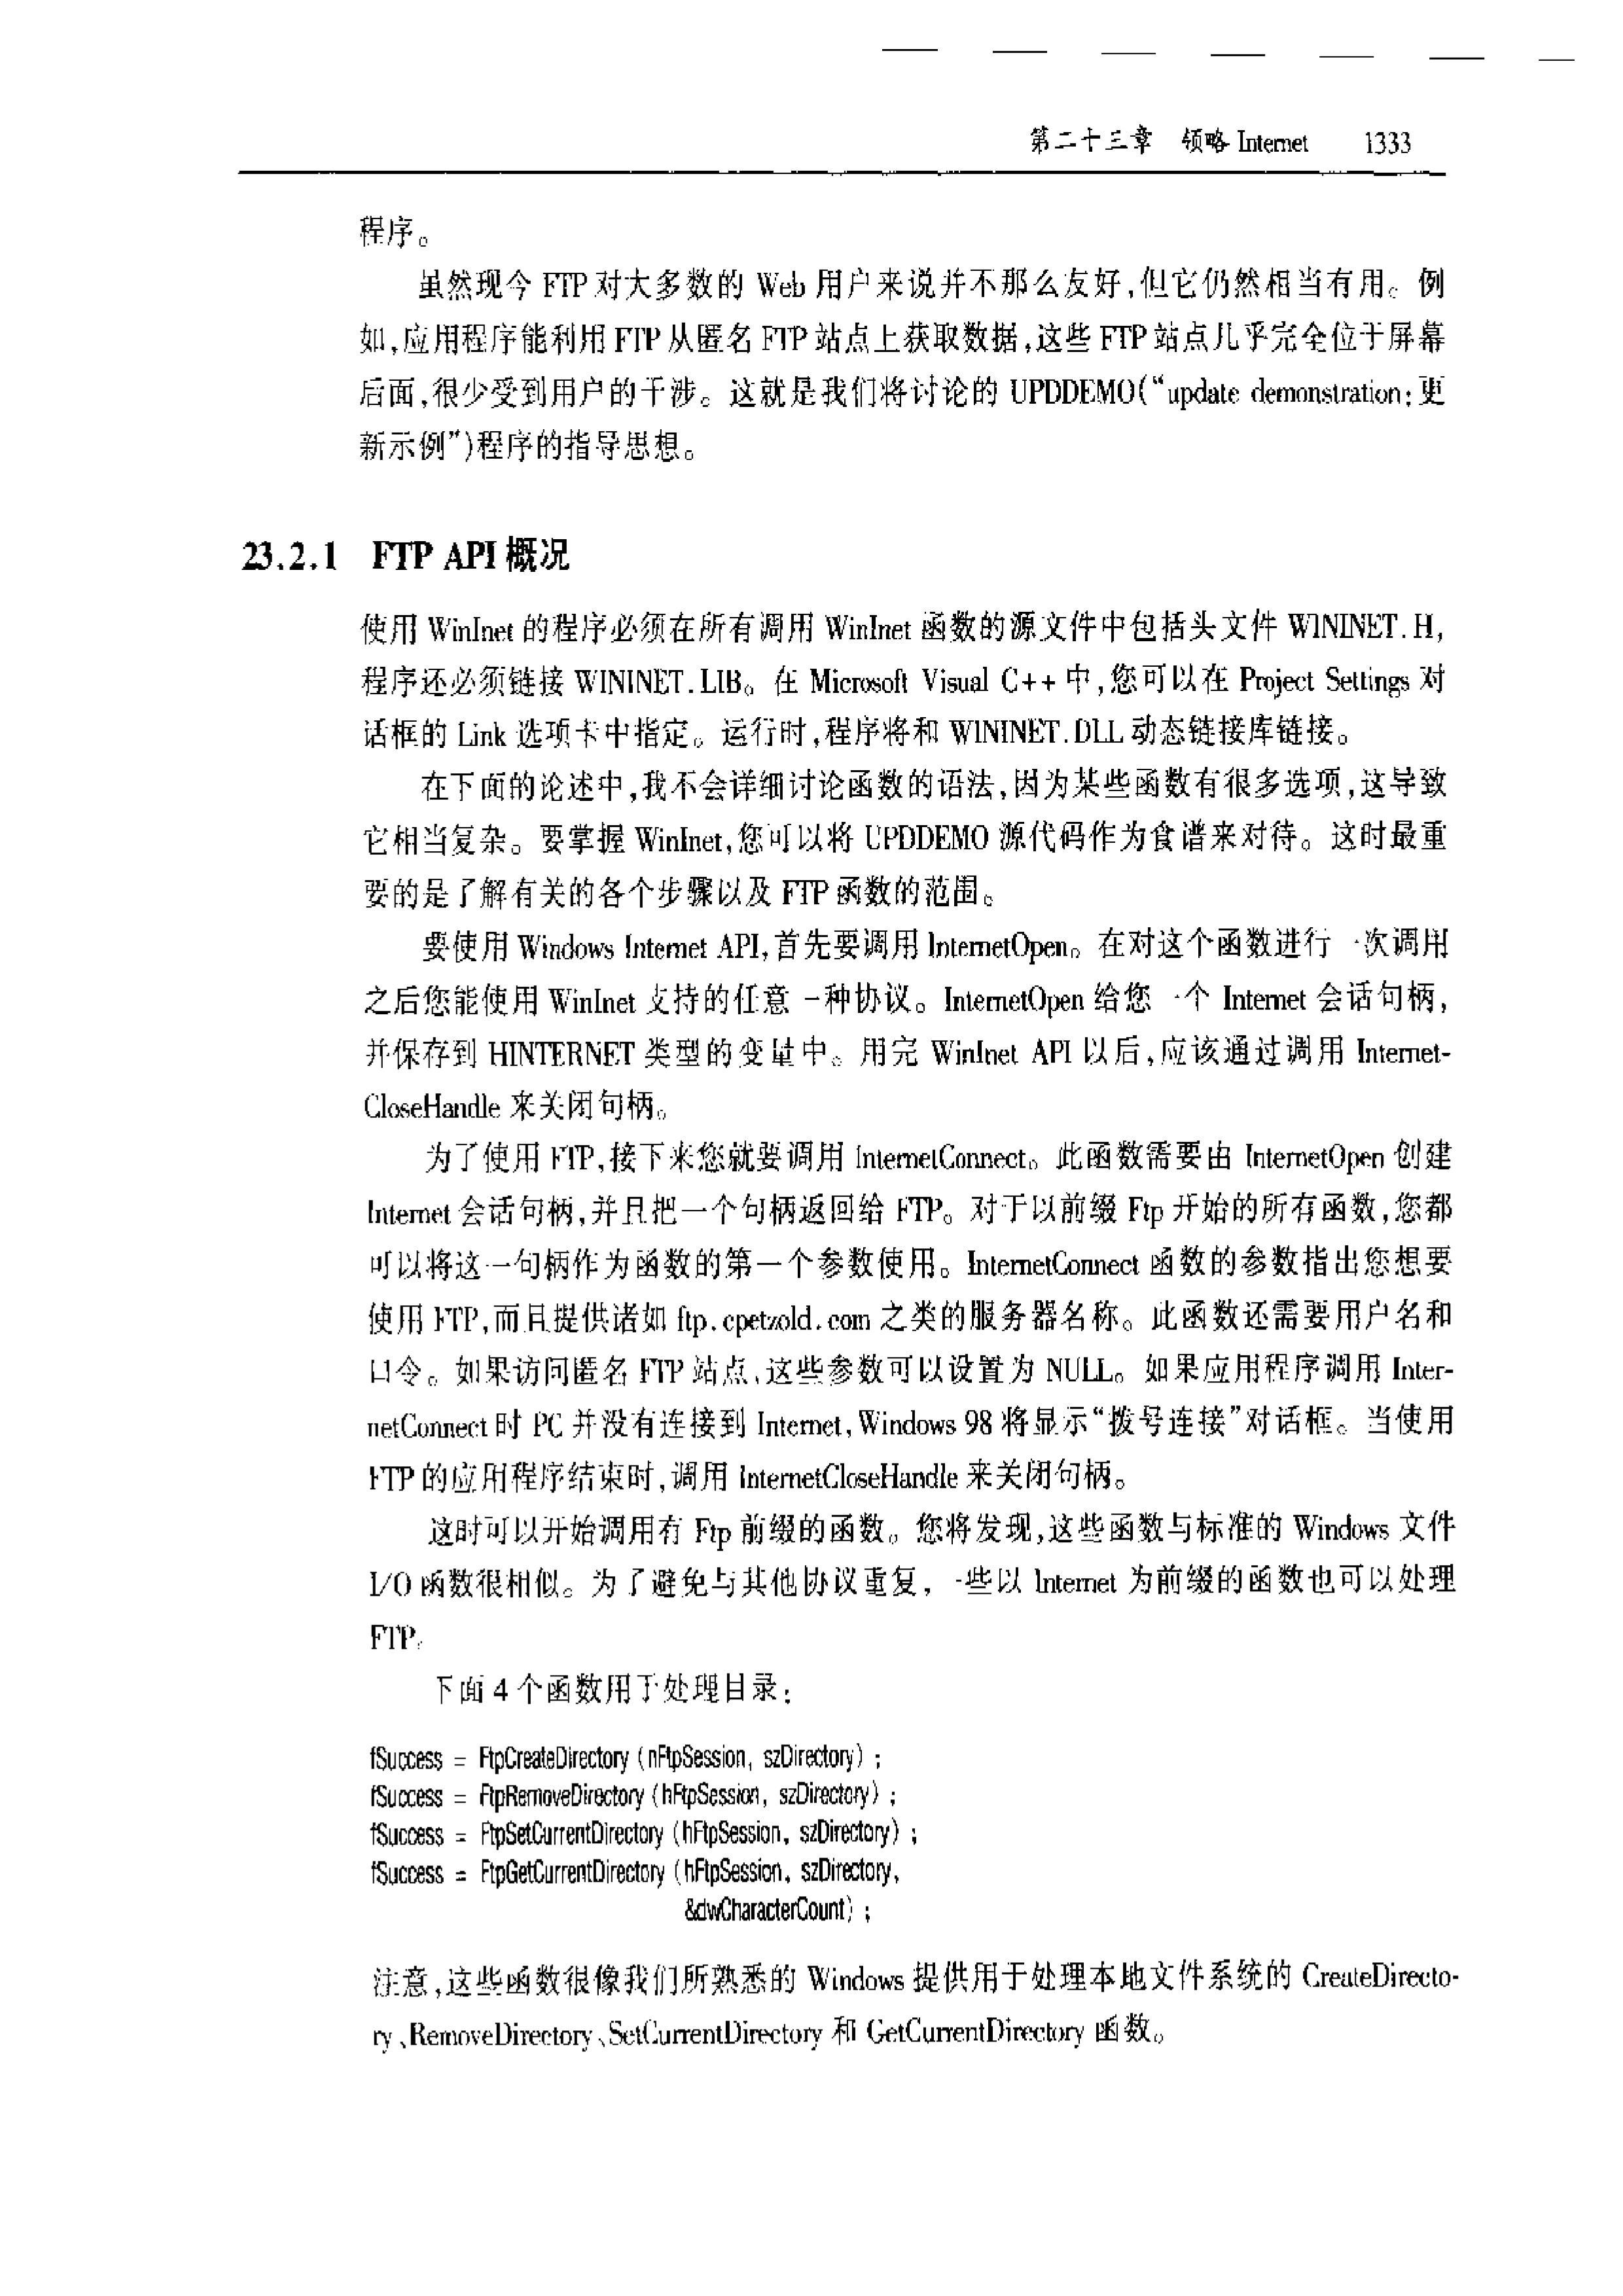 第二十三章 领略 Internet 1333
程序。
虽然现今 FTP 对大多数的 Web 用户来说并不那么友好,但它仍然相当有用。例
如,应用程序能利用 FTP 从匿名 FTP 站点上获取数据,这些 FTP 站点几乎完全位于屏幕
后面,很少受到用户的干涉。这就是我们将讨论的 UPDDEMO(“update demonstration:更
新示例”)程序的指导思想。
23.2.1 FTP API 概况
使用 WinInet 的程序必须在所有调用 WinInet 函数的源文件中包括头文件 WININET.H,
程序还必须链接 WININET.LIB。在 Microsoft Visual C++ 中,您可以在 Project Settings 对
话框的 Link 选项卡中指定。运行时,程序将和 WININET.DLL 动态链接库链接。
在下面的论述中,我不会详细讨论函数的语法,因为某些函数有很多选项,这导致
它相当复杂。要掌握 WinInet,您可以将 UPDDEMO 源代码作为食谱来对待。这时最重
要的是了解有关的各个步骤以及 FTP 函数的范围。
要使用 Windows Internet API,首先要调用 InternetOpen。在对这个函数进行一次调用
之后您能使用 WinInet 支持的任意一种协议。InternetOpen 给您一个 Internet 会话句柄,
并保存到 HINTERNET 类型的变量中。用完 WinInet API 以后,应该通过调用 Internet-
CloseHandle 来关闭句柄。
为了使用 FTP,接下来您就要调用 InternetConnect。此函数需要由 InternetOpen 创建
Internet 会话句柄,并且把一个句柄返回给 FTP。对于以前缀 Ftp 开始的所有函数,您都
可以将这一句柄作为函数的第一个参数使用。InternetConnect 函数的参数指出您想要
使用 FTP,而且提供诸如 ftp.cpetzold.com 之类的服务器名称。此函数还需要用户名和
口令。如果访问匿名 FTP 站点,这些参数可以设置为 NULL。如果应用程序调用 Inter-
netConnect 时 PC 并没有连接到 Internet,Windows 98 将显示“拨号连接”对话框。当使用
FTP 的应用程序结束时,调用 InternetCloseHandle 来关闭句柄。
这时可以开始调用有 Ftp 前缀的函数。您将发现,这些函数与标准的 Windows 文件
I/O 函数很相似。为了避免与其他协议重复,一些以 Internet 为前缀的函数也可以处理
FTP。
下面 4 个函数用于处理目录:
fSuccess = FtpCreateDirectory (hFtpSession, szDirectory) ;
fSuccess = FtpRemoveDirectory (hFtpSession, szDirectory) ;
fSuccess = FtpSetCurrentDirectory (hFtpSession, szDirectory) ;
fSuccess = FtpGetCurrentDirectory (hFtpSession, szDirectory,
&dwCharacterCount) ;
注意,这些函数很像我们所熟悉的 Windows 提供用于处理本地文件系统的 CreateDirecto-
ry、RemoveDirectory、SetCurrentDirectory 和 GetCurrentDirectory 函数。